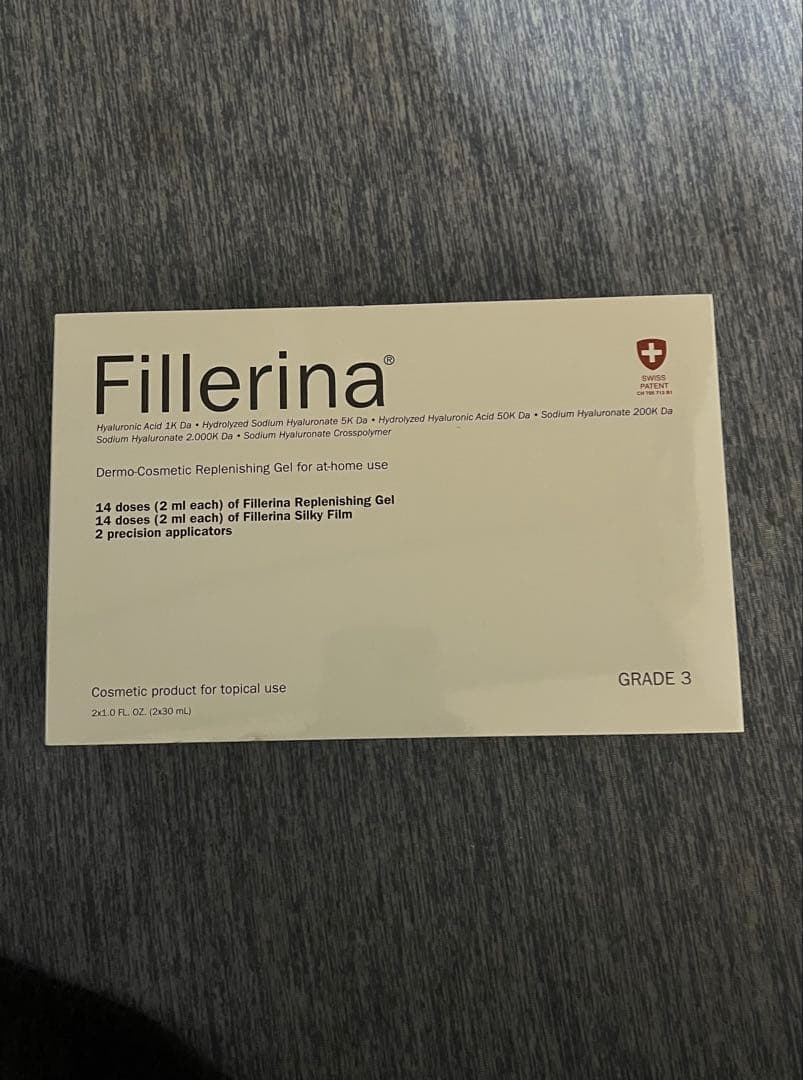 Fillerina®
SWISS
PATENT
Hyaluronic Acid 1K Da • Hydrolyzed Sodium Hyaluronate 5K Da • Hydrolyzed Hyaluronic Acid 50K Da • Sodium Hyaluronate 200K Da
Sodium Hyaluronate 2.000K Da • Sodium Hyaluronate Crosspolymer
Dermo-Cosmetic Replenishing Gel for at-home use
14 doses (2 ml each) of Fillerina Replenishing Gel
14 doses (2 ml each) of Fillerina Silky Film
2 precision applicators
Cosmetic product for topical use
2x1.0 FL. OZ. (2x30 mL)
GRADE 3